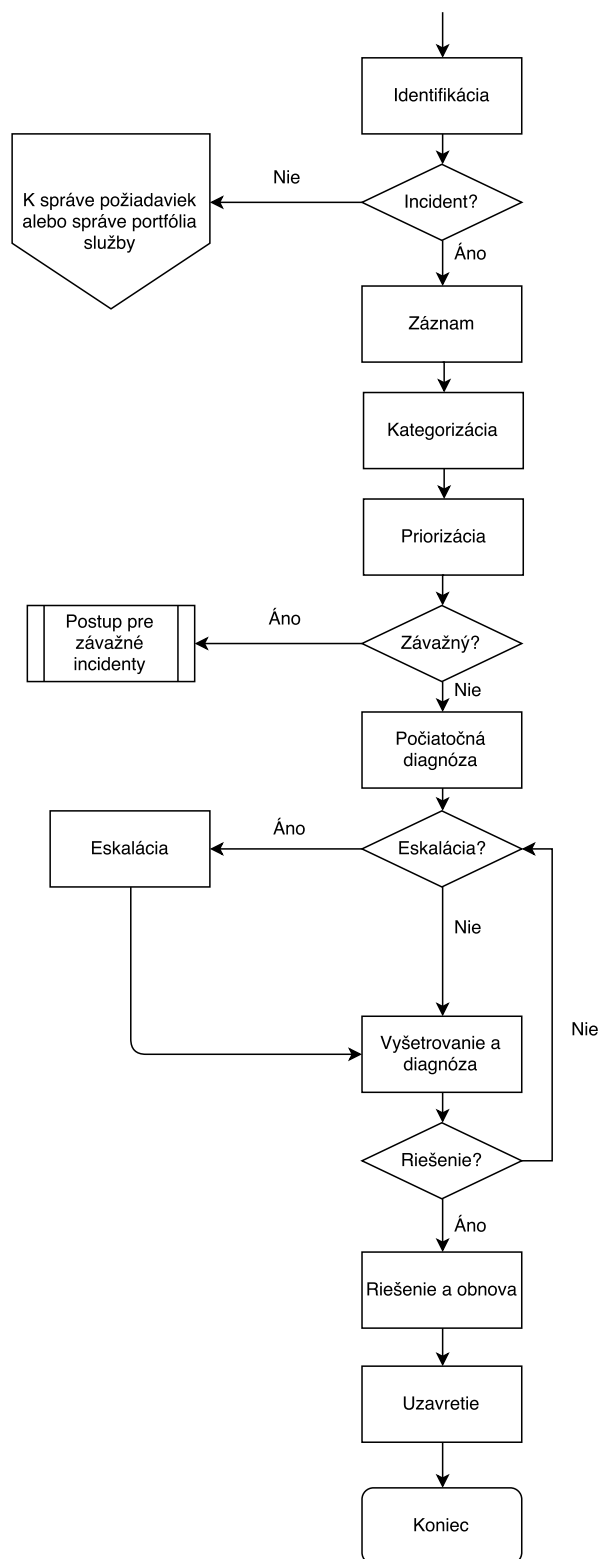 Identifikácia
Nie
Incident?
K správe požiadaviek
alebo správe portfólia
služby
Áno
Záznam
Kategorizácia
Priorizácia
Postup pre
závažné
incidenty
Áno
Závažný?
Nie
Počiatočná
diagnóza
Eskalácia
Áno
Eskalácia?
Nie
Nie
Vyšetrovanie a
diagnóza
Riešenie?
Áno
Riešenie a obnova
Uzavretie
Koniec